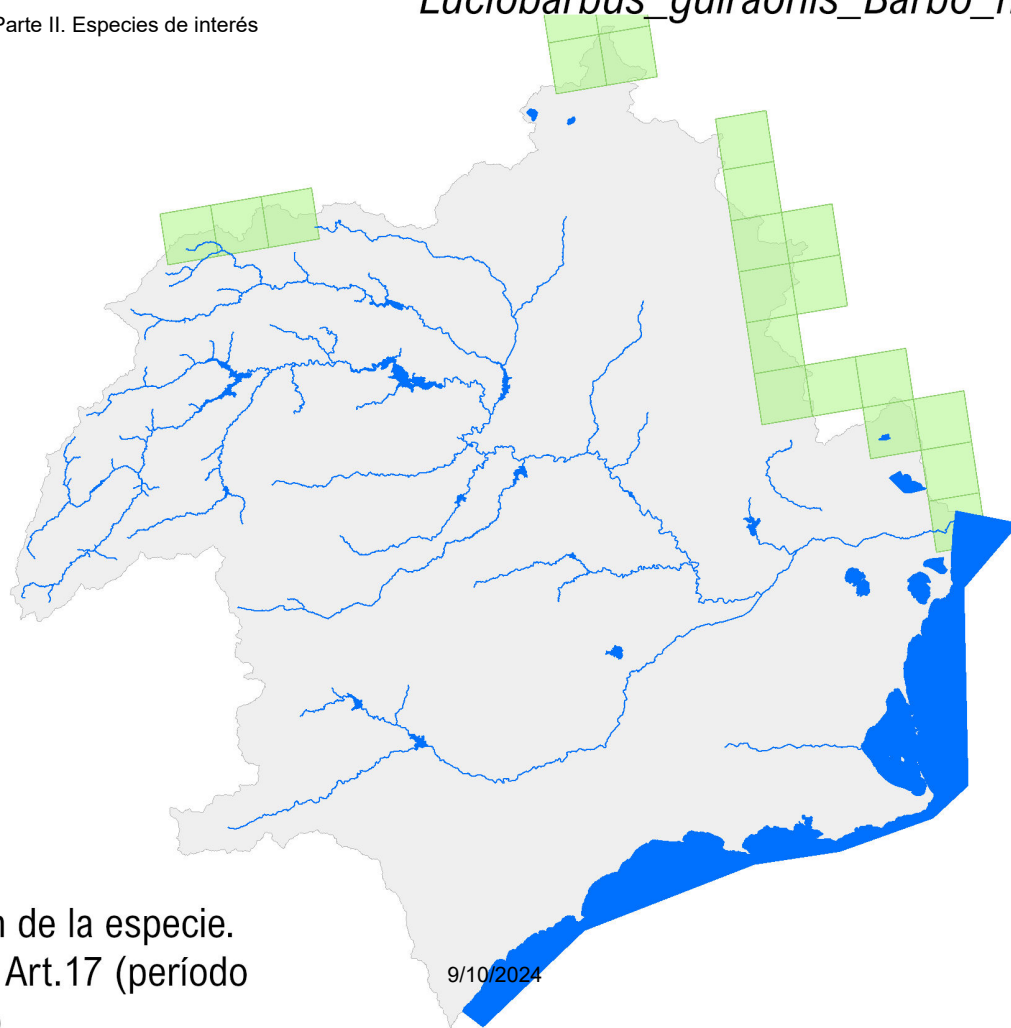 Parte II. Especies de interés
Luciobarbus_guiraonis_Barbo_
de la especie.
Art.17 (período
9/10/2024